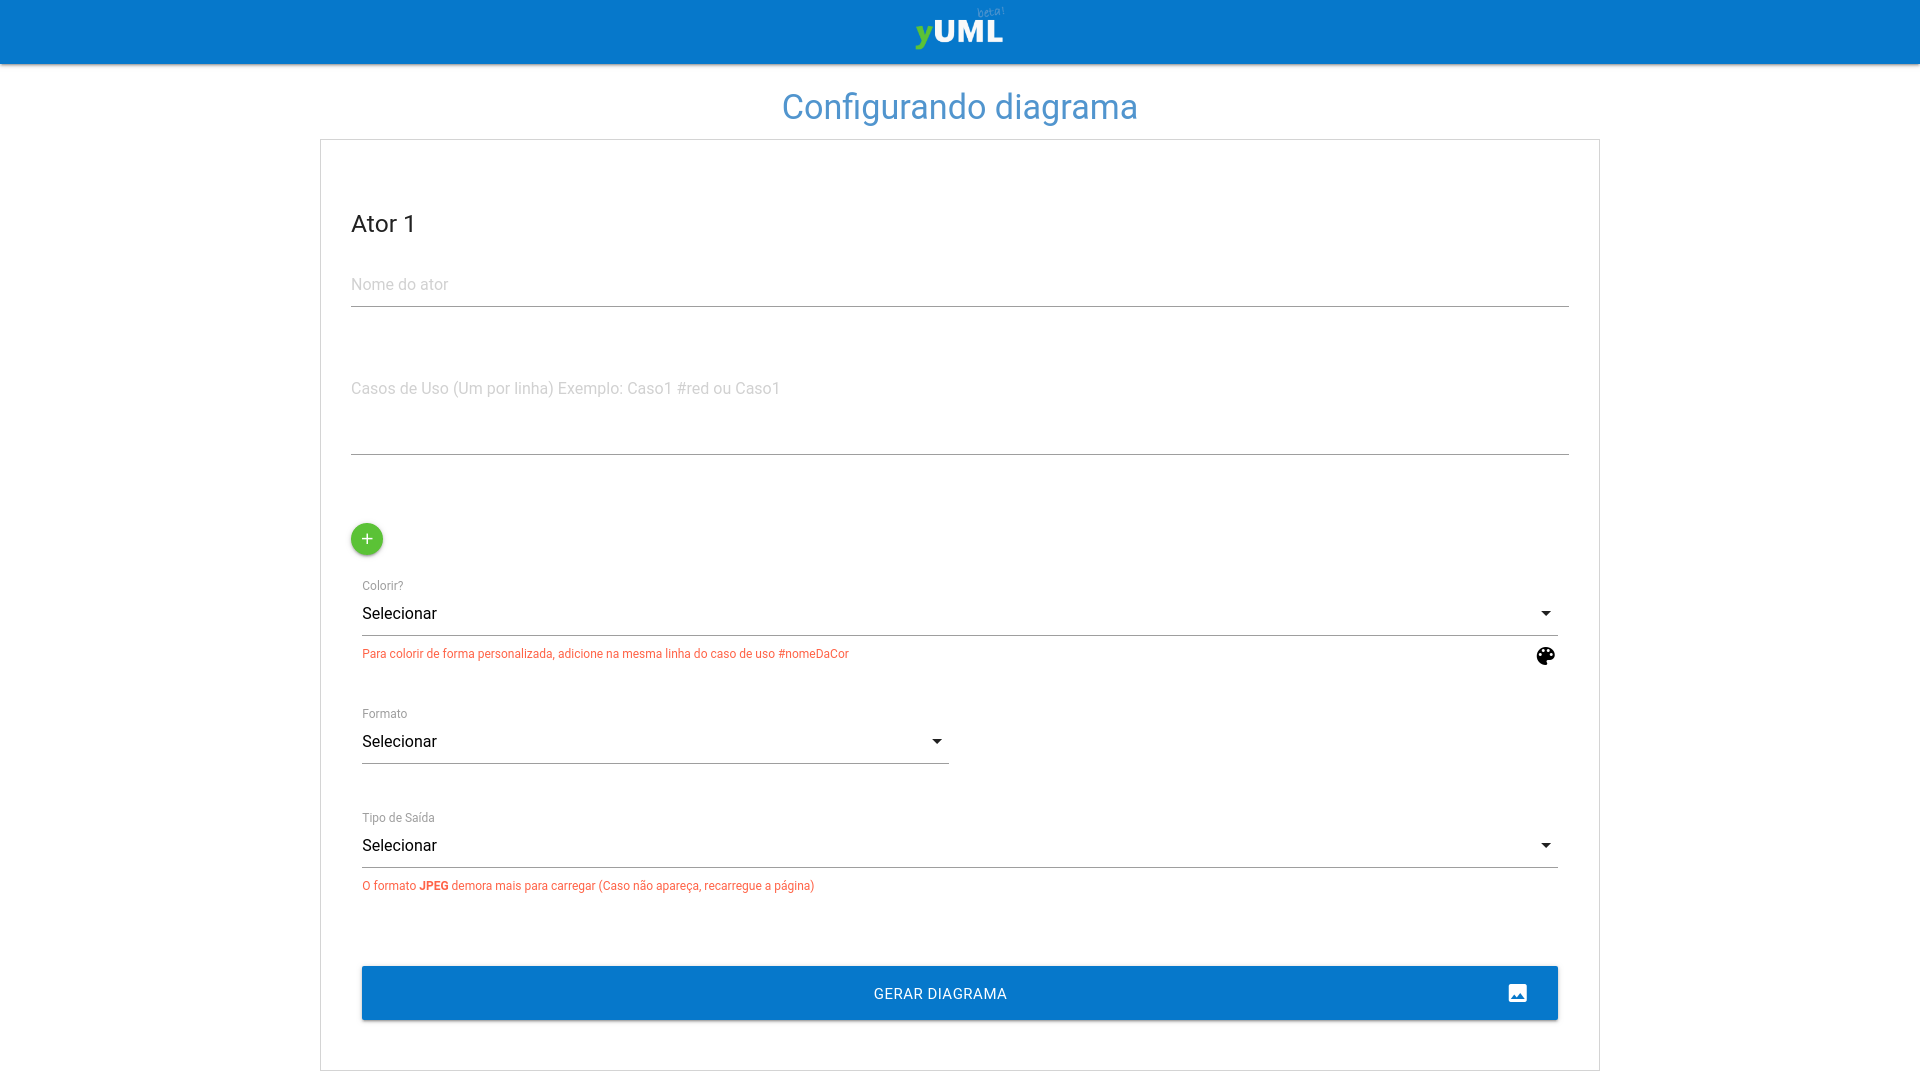 beta!
yUML
Configurando diagrama
Ator 1
Nome do ator
Casos de Uso (Um por linha) Exemplo: Caso1 #red ou Caso1
+
Colorir?
Selecionar
Para colorir de forma personalizada, adicione na mesma linha do caso de uso #nomeDaCor
Formato
Selecionar
Tipo de Saída
Selecionar
O formato JPEG demora mais para carregar (Caso não apareça, recarregue a página)
GERAR DIAGRAMA